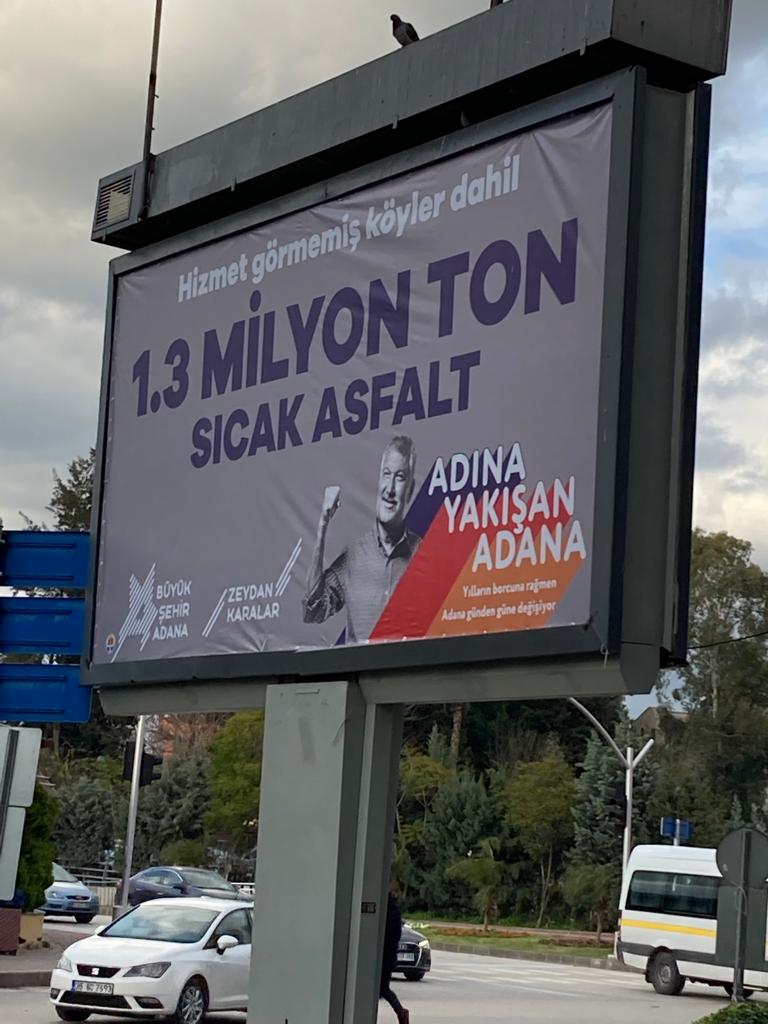 Hizmet görmemiş köyler dahil
1.3 MİLYON TON
SICAK ASFALT
ADINA
YAKIŞAN
ADANA
Yılların borcuna rağmen
Adana günden güne değişiyor
BÜYÜK
ŞEHİR
ADANA
ZEYDAN
KARALAR